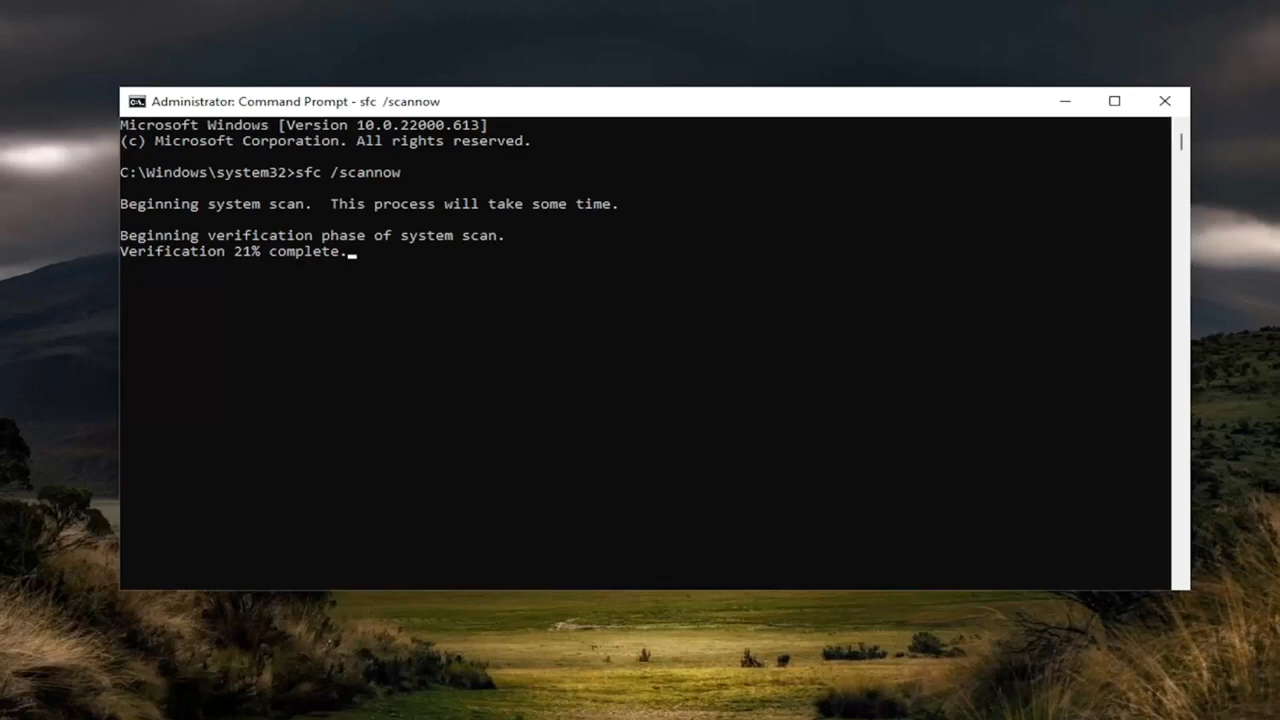 Administrator: Command Prompt - sfc  /scannow
Microsoft Windows [Version 10.0.22000.613]
(c) Microsoft Corporation. All rights reserved.
C:\Windows\system32>sfc /scannow
Beginning system scan.  This process will take some time.
Beginning verification phase of system scan.
Verification 21% complete.